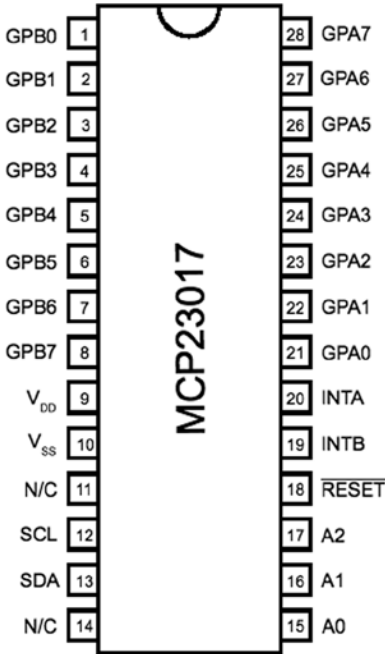 GPB0 1 28 GPA7
GPB1 2 27 GPA6
GPB2 3 26 GPA5
GPB3 4 25 GPA4
GPB4 5 24 GPA3
GPB5 6 23 GPA2
GPB6 7 22 GPA1
GPB7 8 21 GPA0
VDD 9 20 INTA
VSS 10 19 INTB
N/C 11 18 RESET
SCL 12 17 A2
SDA 13 16 A1
N/C 14 15 A0
MCP23017